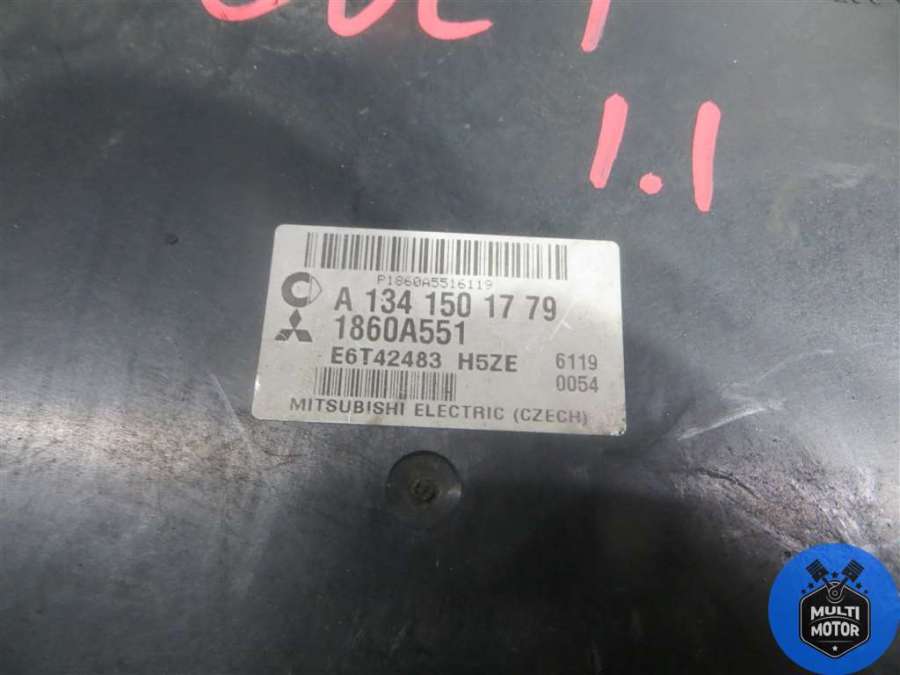 1.1
P1860A5516119
A 134 150 17 79
1860A551
E6T42483 H5ZE 6119
0054
MITSUBISHI ELECTRIC (CZECH)
MULTI
MOTOR